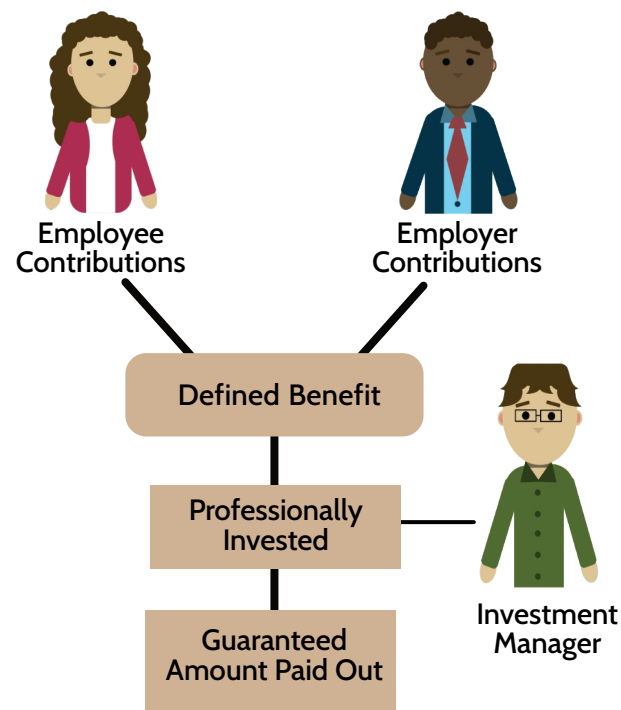 Employee
Contributions
Employer
Contributions
Defined Benefit
Professionally
Invested
Investment
Manager
Guaranteed
Amount Paid Out